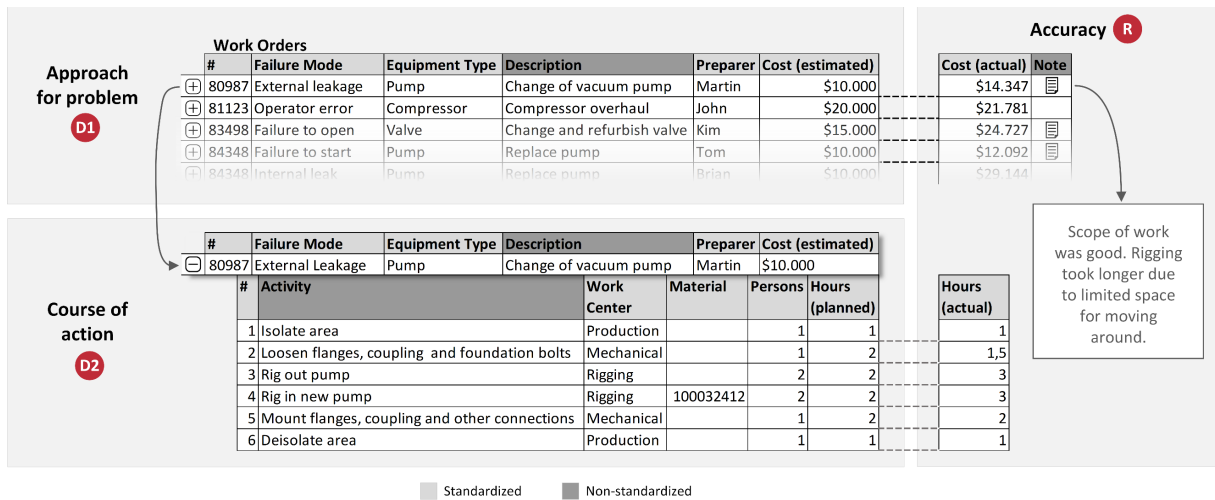 Accuracy R
Approach
for problem
D1
Work Orders
# Failure Mode Equipment Type Description Preparer Cost (estimated) Cost (actual) Note
80987 External leakage Pump Change of vacuum pump Martin $10.000 $14.347
81123 Operator error Compressor Compressor overhaul John $20.000 $21.781
83498 Failure to open Valve Change and refurbish valve Kim $15.000 $24.727
84348 Failure to start Pump Replace pump Tom $10.000 $12.092
84348 Internal leak Pump Replace pump Brian $10.000 $29.144
Scope of work
was good. Rigging
took longer due
to limited space
for moving
around.
Course of
action
D2
# Failure Mode Equipment Type Description Preparer Cost (estimated)
80987 External Leakage Pump Change of vacuum pump Martin $10.000
# Activity Work Material Persons Hours Hours
Center (planned) (actual)
1 Isolate area Production 1 1 1
2 Loosen flanges, coupling and foundation bolts Mechanical 1 2 1,5
3 Rig out pump Rigging 2 2 3
4 Rig in new pump Rigging 100032412 2 2 3
5 Mount flanges, coupling and other connections Mechanical 1 2 2
6 Deisolate area Production 1 1 1
Standardized Non-standardized